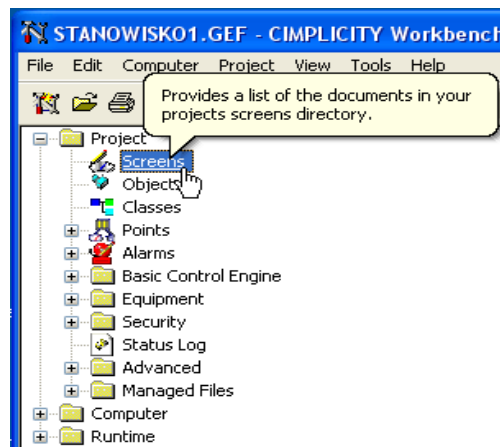 STANOWISKO1.GEF - CIMPLICITY Workbench
File Edit Computer Project View Tools Help
Provides a list of the documents in your
projects screens directory.
Project
Screens
Objects
Classes
Points
Alarms
Basic Control Engine
Equipment
Security
Status Log
Advanced
Managed Files
Computer
Runtime